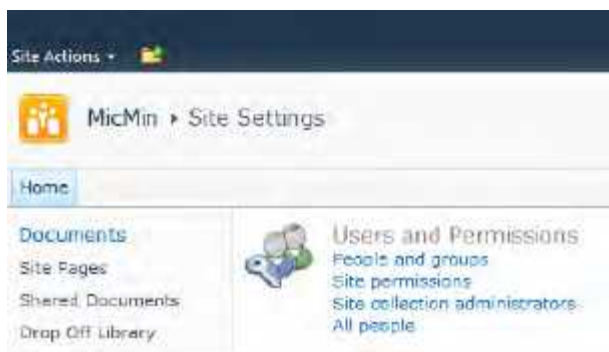 Site Actions
MicMin ▸ Site Settings
Home
Documents
Site Pages
Shared Documents
Drop Off Library
Users and Permissions
People and groups
Site permissions
Site collection administrators
All people